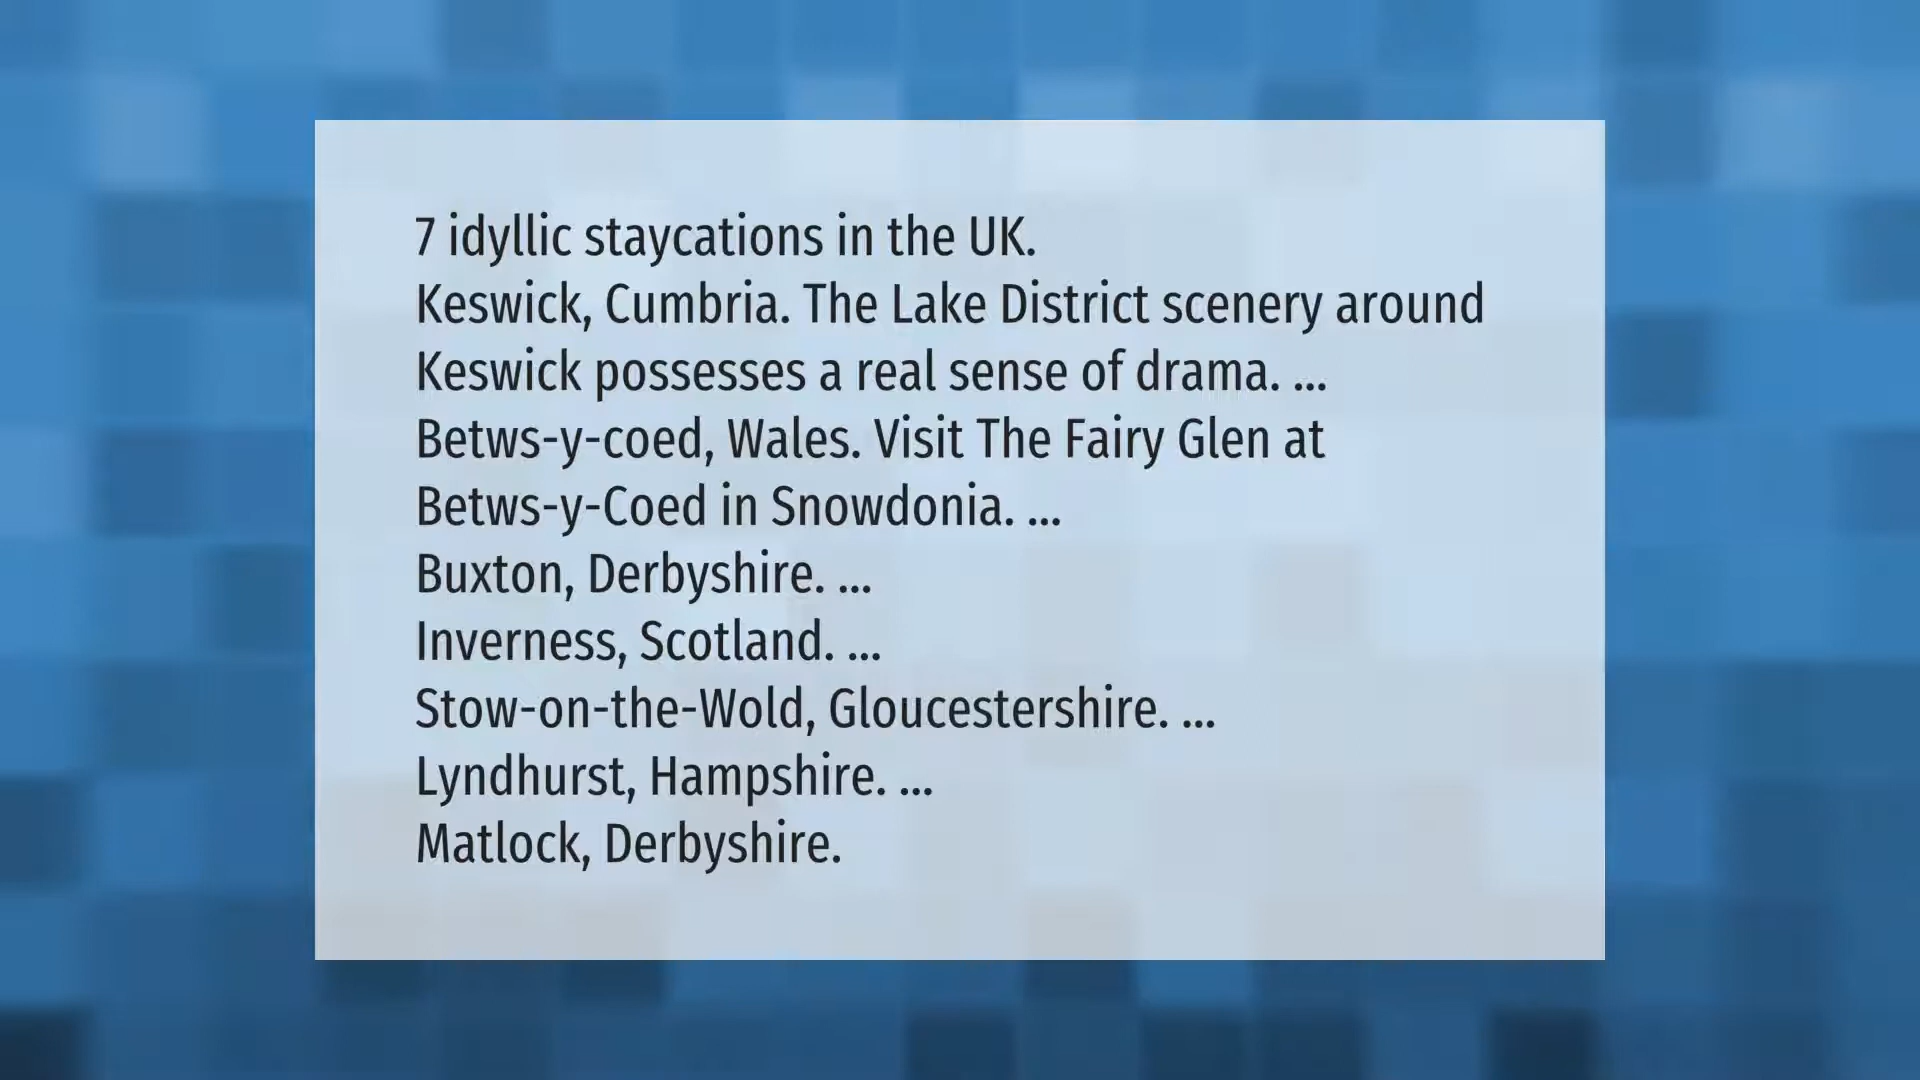 7 idyllic staycations in the UK.
Keswick, Cumbria. The Lake District scenery around
Keswick possesses a real sense of drama. ...
Betws-y-coed, Wales. Visit The Fairy Glen at
Betws-y-Coed in Snowdonia. ...
Buxton, Derbyshire. ...
Inverness, Scotland. ...
Stow-on-the-Wold, Gloucestershire. ...
Lyndhurst, Hampshire. ...
Matlock, Derbyshire.